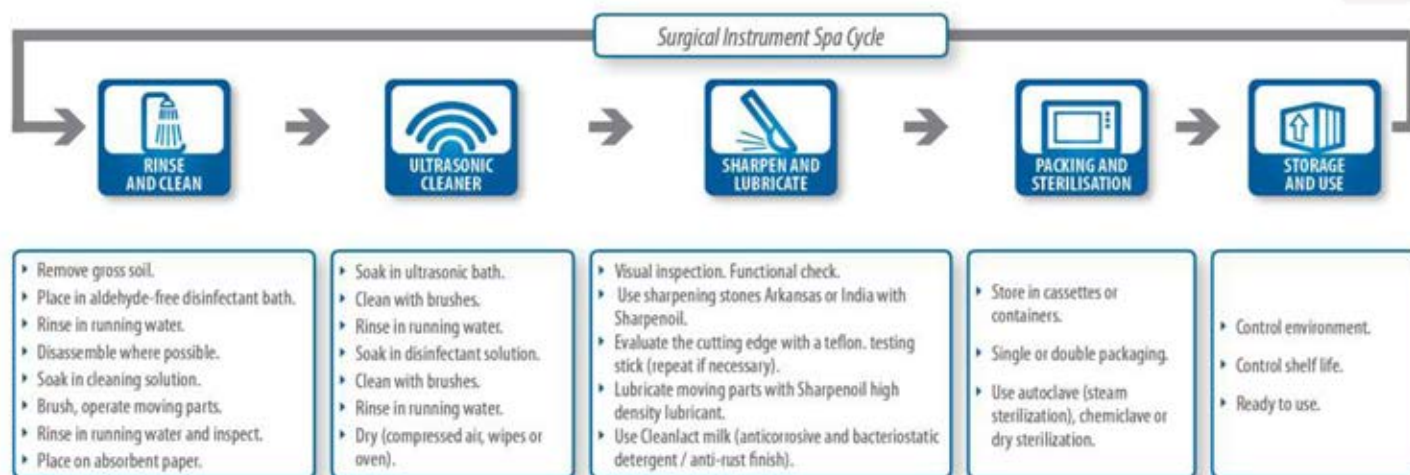 Surgical Instrument Spa Cycle
RINSE
AND CLEAN
ULTRASONIC
CLEANER
SHARPEN AND
LUBRICATE
PACKING AND
STERILISATION
STORAGE
AND USE
Remove gross soil.
Place in aldehyde-free disinfectant bath.
Rinse in running water.
Disassemble where possible.
Soak in cleaning solution.
Brush, operate moving parts.
Rinse in running water and inspect.
Place on absorbent paper.
Soak in ultrasonic bath.
Clean with brushes.
Rinse in running water.
Soak in disinfectant solution.
Clean with brushes.
Rinse in running water.
Dry (compressed air, wipes or
oven).
Visual inspection. Functional check.
Use sharpening stones Arkansas or India with
Sharpenoil.
Evaluate the cutting edge with a teflon. testing
stick (repeat if necessary).
Lubricate moving parts with Sharpenoil high
density lubricant.
Use Cleanlact milk (anticorrosive and bacteriostatic
detergent / anti-rust finish).
Store in cassettes or
containers.
Single or double packaging.
Use autoclave (steam
sterilization), chemiclave or
dry sterilization.
Control environment.
Control shelf life.
Ready to use.